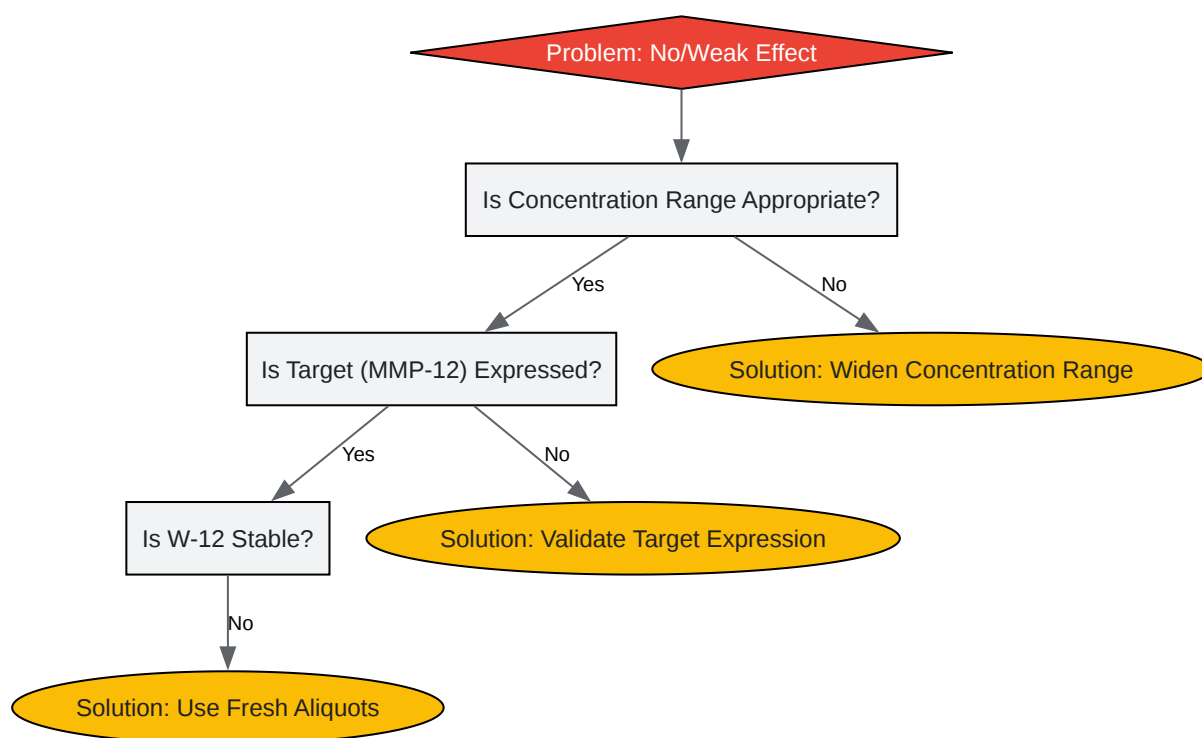 Problem: No/Weak Effect
Is Concentration Range Appropriate?
Yes
No
Is Target (MMP-12) Expressed?
Solution: Widen Concentration Range
Yes
No
Is W-12 Stable?
Solution: Validate Target Expression
No
Solution: Use Fresh Aliquots